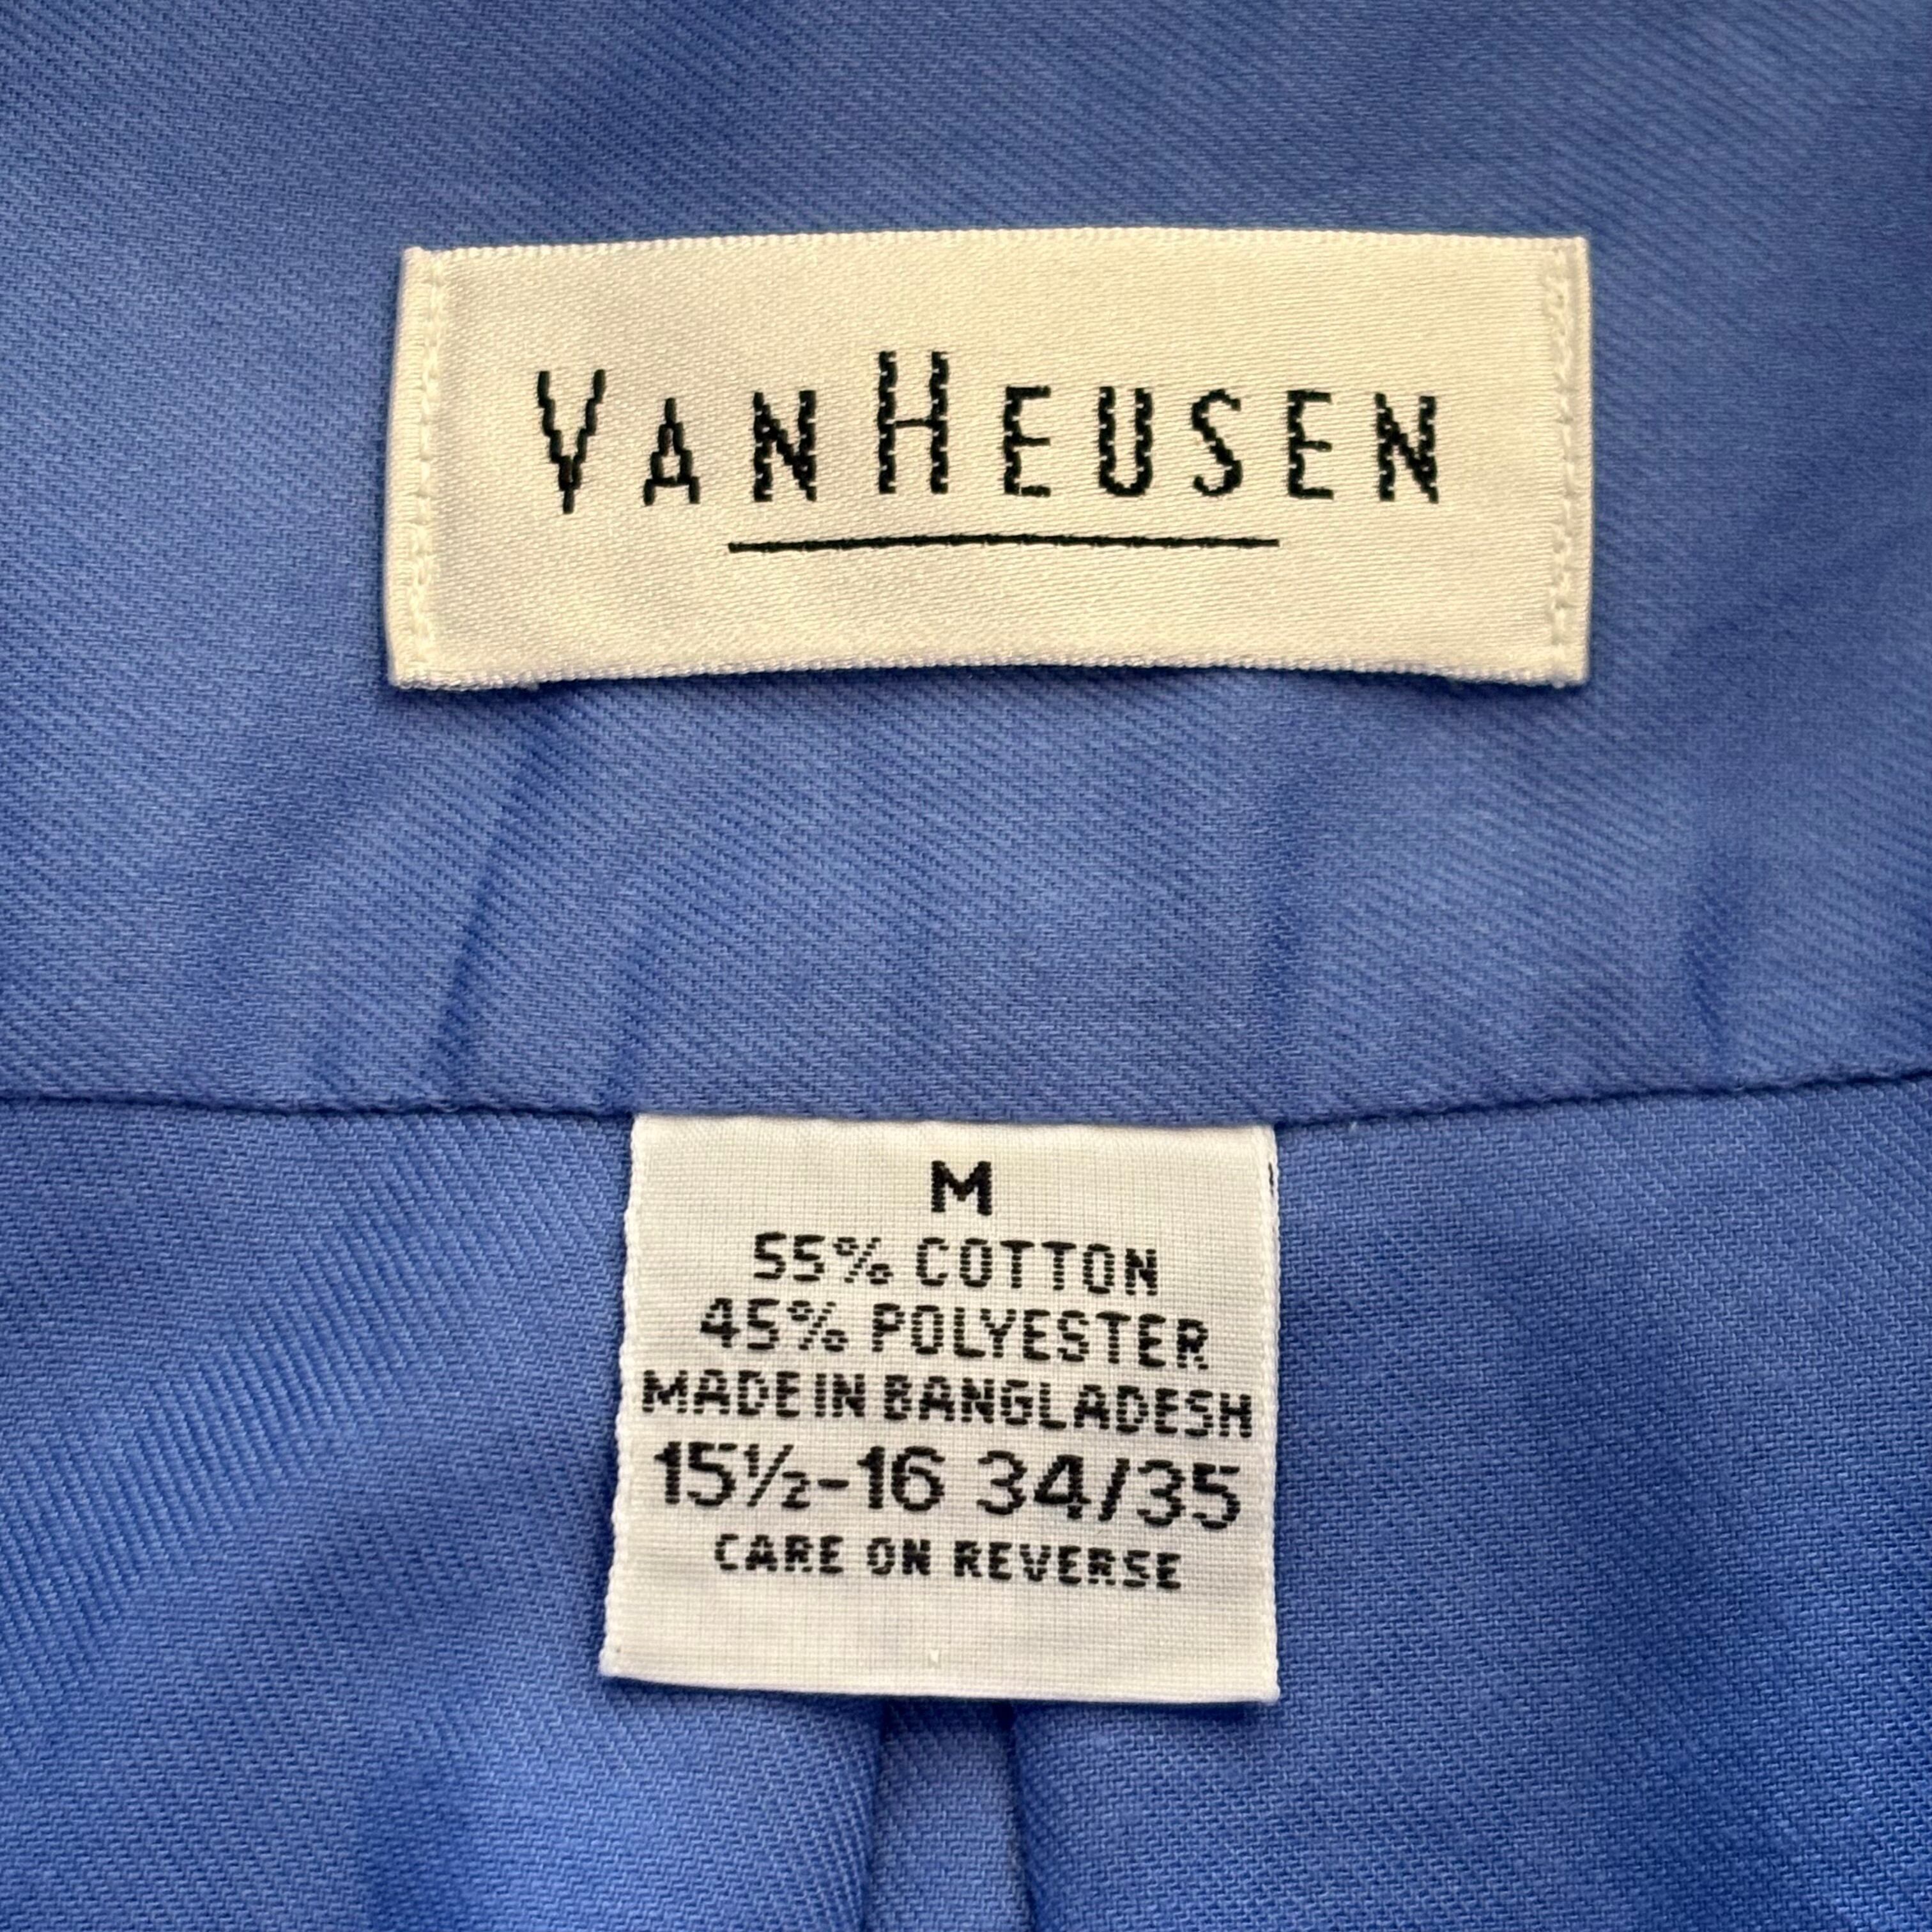 VANHEUSEN
M
55% COTTON
45% POLYESTER
MADE IN BANGLADESH
15½-16 34/35
CARE ON REVERSE